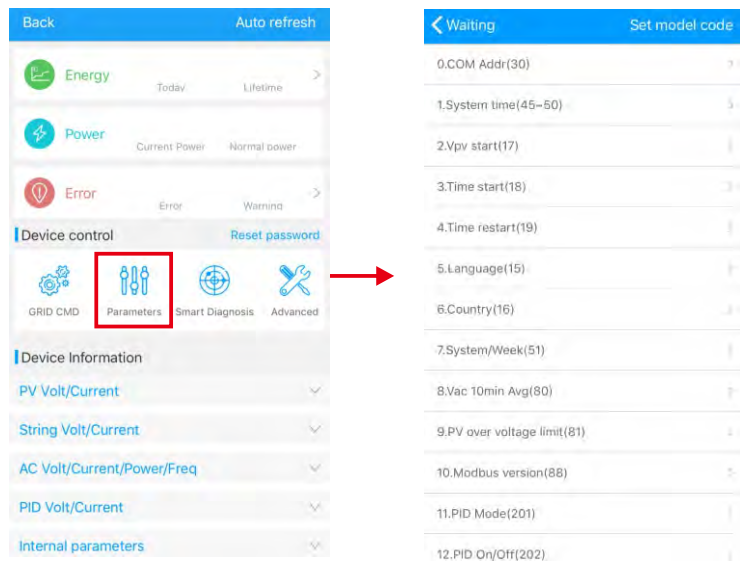 Back Auto refresh
Energy
Today Lifetime
Power
Current Power Normal power
Error
Error Warning
Device control Reset password
GRID CMD Parameters Smart Diagnosis Advanced
Device Information
PV Volt/Current
String Volt/Current
AC Volt/Current/Power/Freq
PID Volt/Current
Internal parameters
Waiting Set model code
0.COM Addr(30)
1.System time(45~50)
2.Vpv start(17)
3.Time start(18)
4.Time restart(19)
5.Language(15)
6.Country(16)
7.System/Week(51)
8.Vac 10min Avg(80)
9.PV over voltage limit(81)
10.Modbus version(88)
11.PID Mode(201)
12.PID On/Off(202)